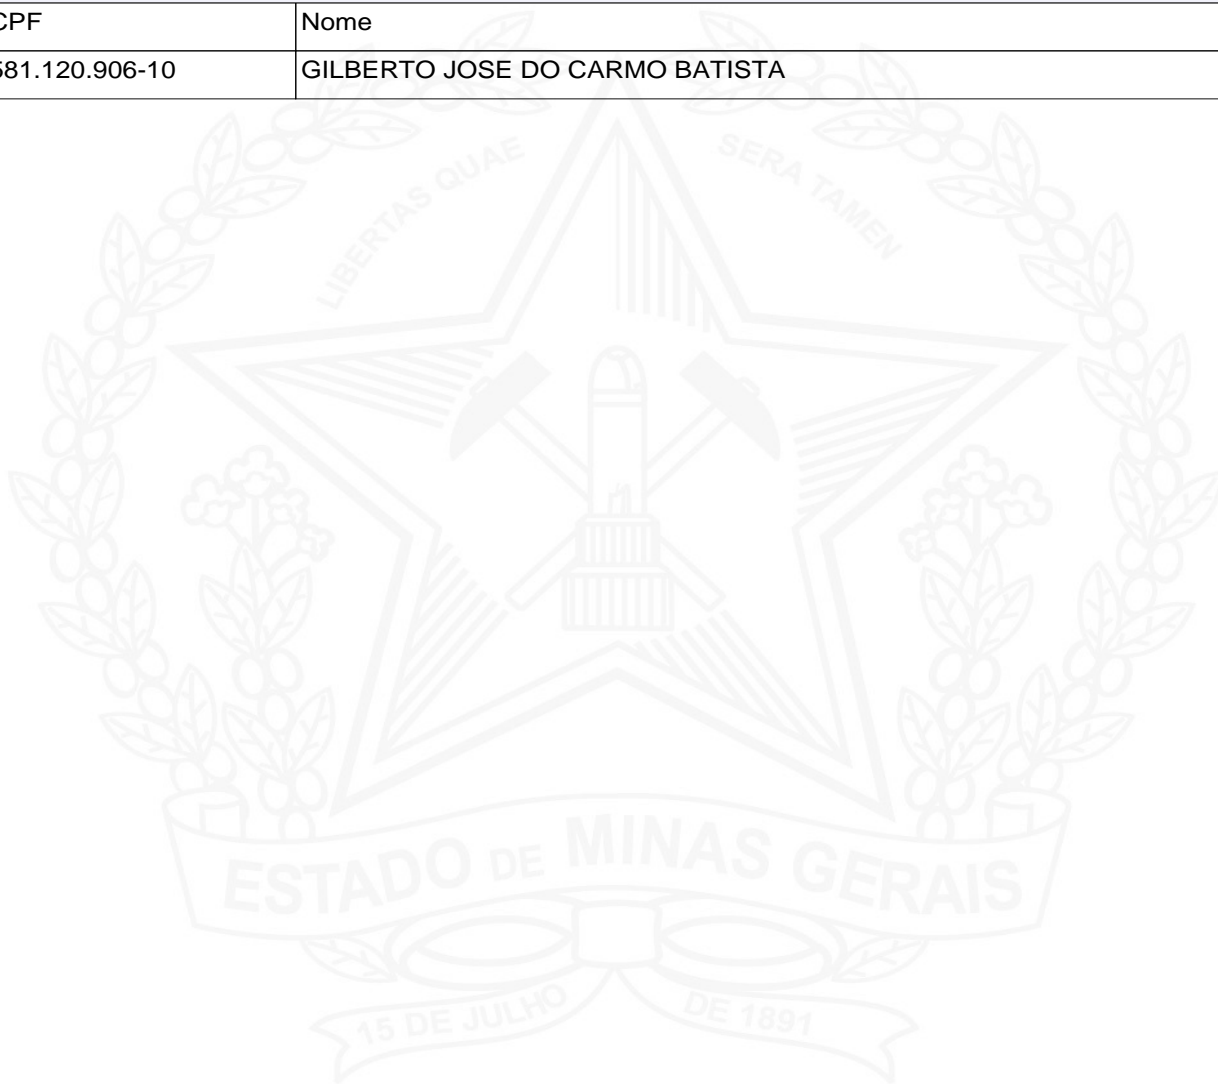 CPF Nome
581.120.906-10 GILBERTO JOSE DO CARMO BATISTA
LIBERTAS QUAE SERA TAMEN
ESTADO DE MINAS GERAIS
15 DE JULHO DE 1891